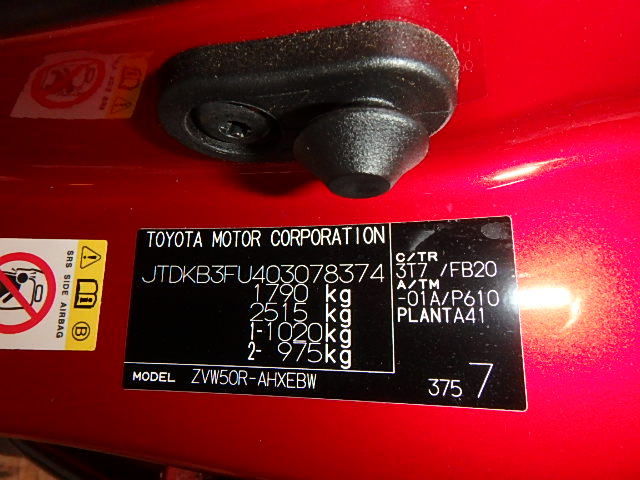 TOYOTA MOTOR CORPORATION
JTDKB3FU403078374
1790 kg
2515 kg
1-1020 kg
2- 975 kg
C/TR
3T7 /FB20
A/TM
-01A/P610
PLANTA41
MODEL ZVW50R-AHXEBW
375 7
SRS SIDE AIRBAG
B